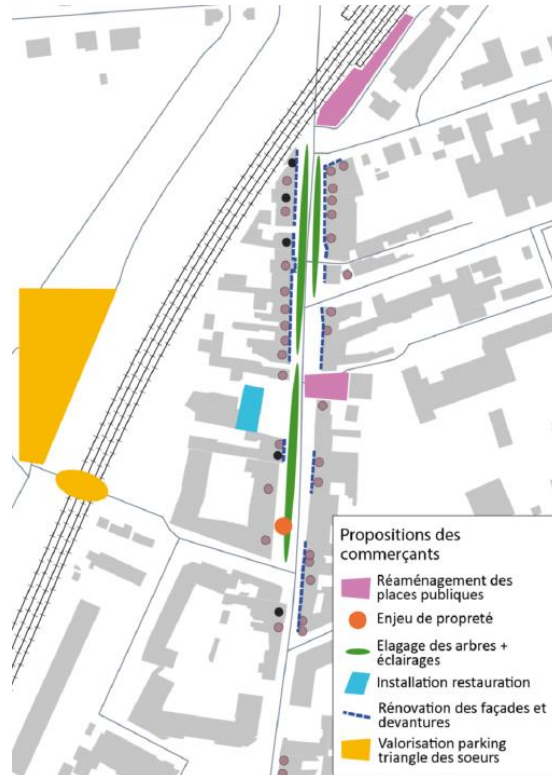 Propositions des
commerçants
Réaménagement des
places publiques
Enjeu de propreté
Elagage des arbres +
éclairages
Installation restauration
Rénovation des façades et
devantures
Valorisation parking
triangle des soeurs